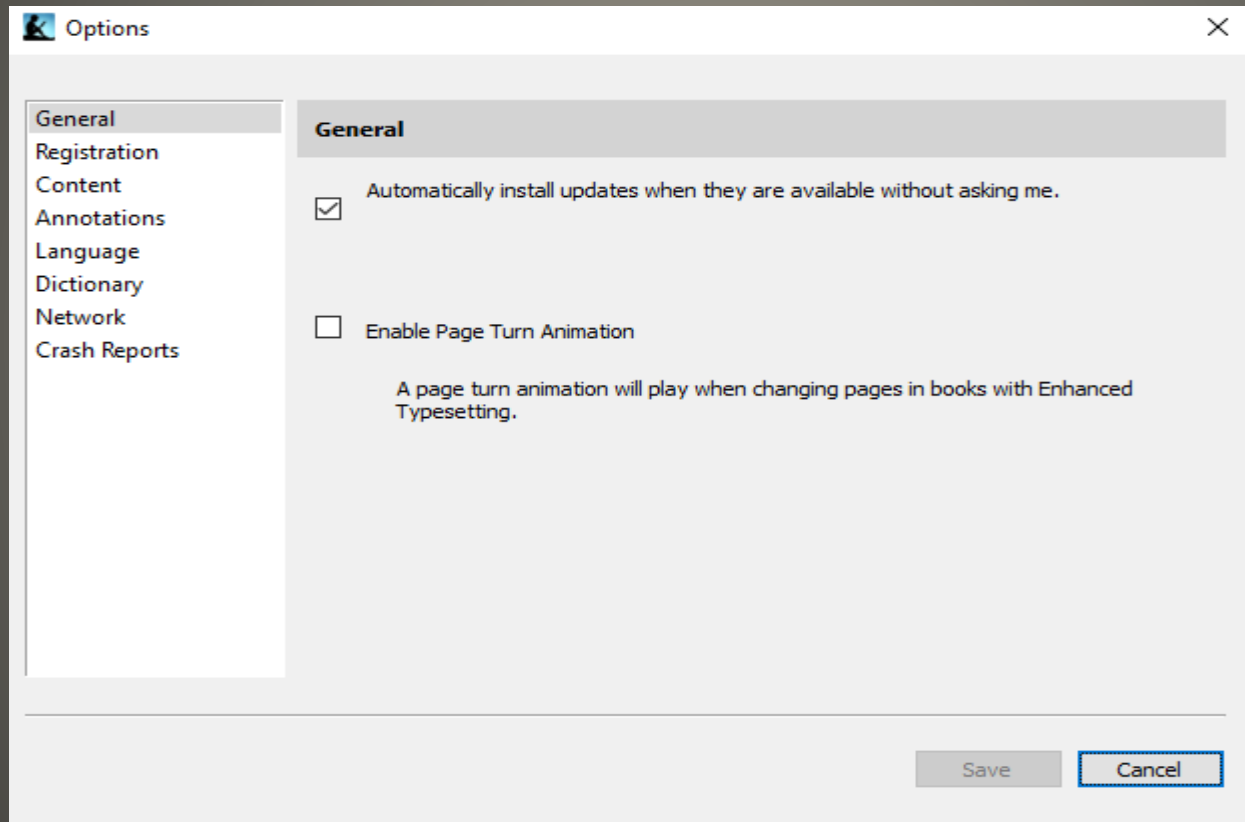 Options
General
Registration
Content
Annotations
Language
Dictionary
Network
Crash Reports
General
Automatically install updates when they are available without asking me.
Enable Page Turn Animation
A page turn animation will play when changing pages in books with Enhanced
Typesetting.
Save
Cancel